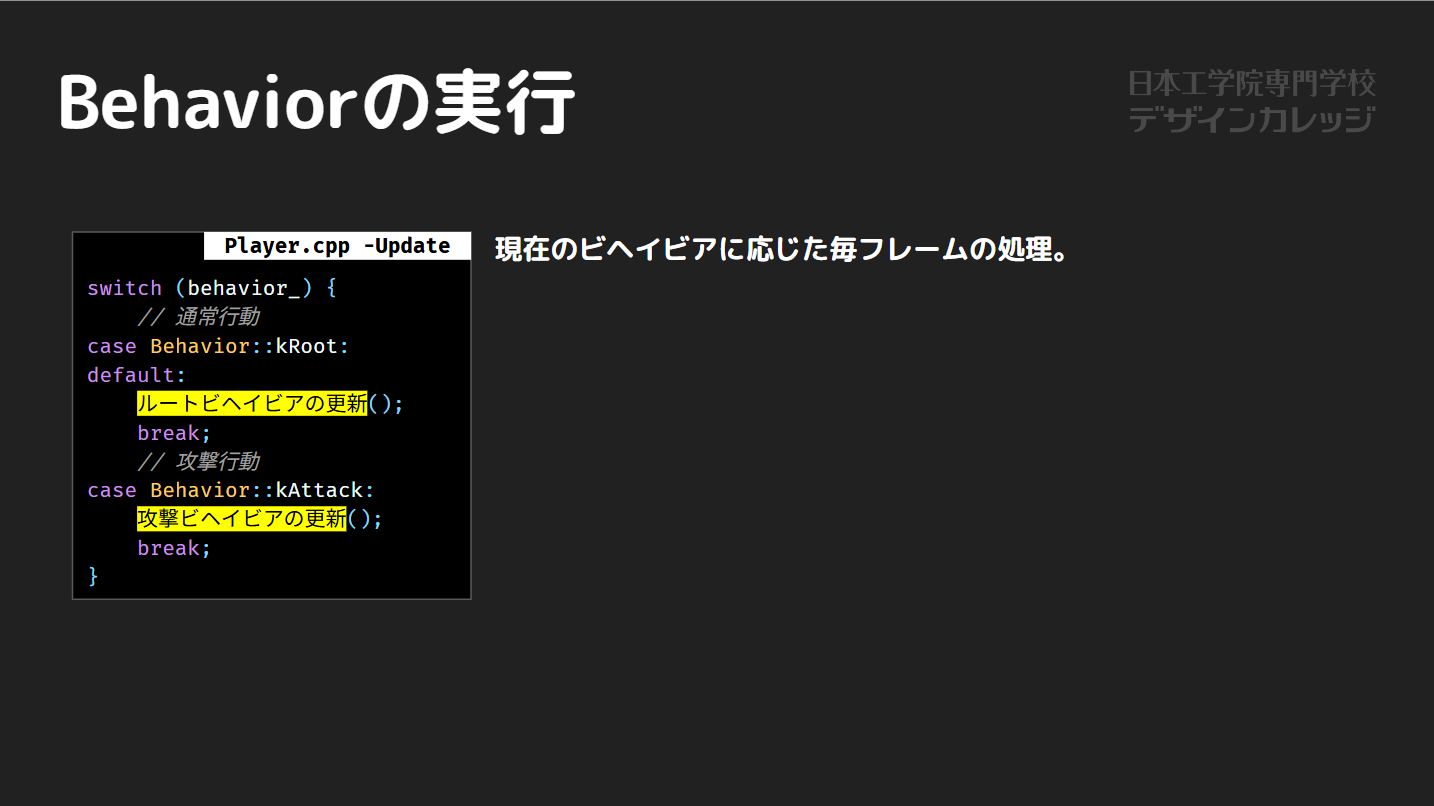 Behaviorの実行
日本工学院専門学校
デザインカレッジ
Player.cpp -Update
switch (behavior_) {
    // 通常行動
case Behavior::kRoot:
default:
    ルートビヘイビアの更新();
    break;
    // 攻撃行動
case Behavior::kAttack:
    攻撃ビヘイビアの更新();
    break;
}
現在のビヘイビアに応じた毎フレームの処理。